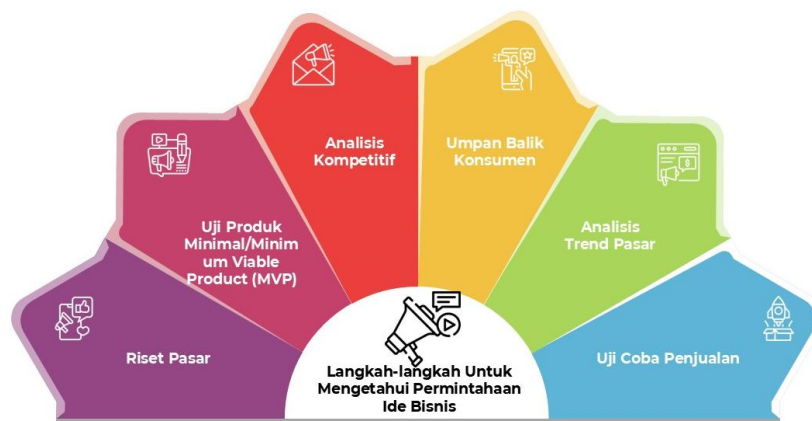 Riset Pasar
Uji Produk
Minimal/Minim
um Viable
Product (MVP)
Analisis
Kompetitif
Umpan Balik
Konsumen
Analisis
Trend Pasar
Uji Coba Penjualan
Langkah-langkah Untuk
Mengetahui Permintahaan
Ide Bisnis